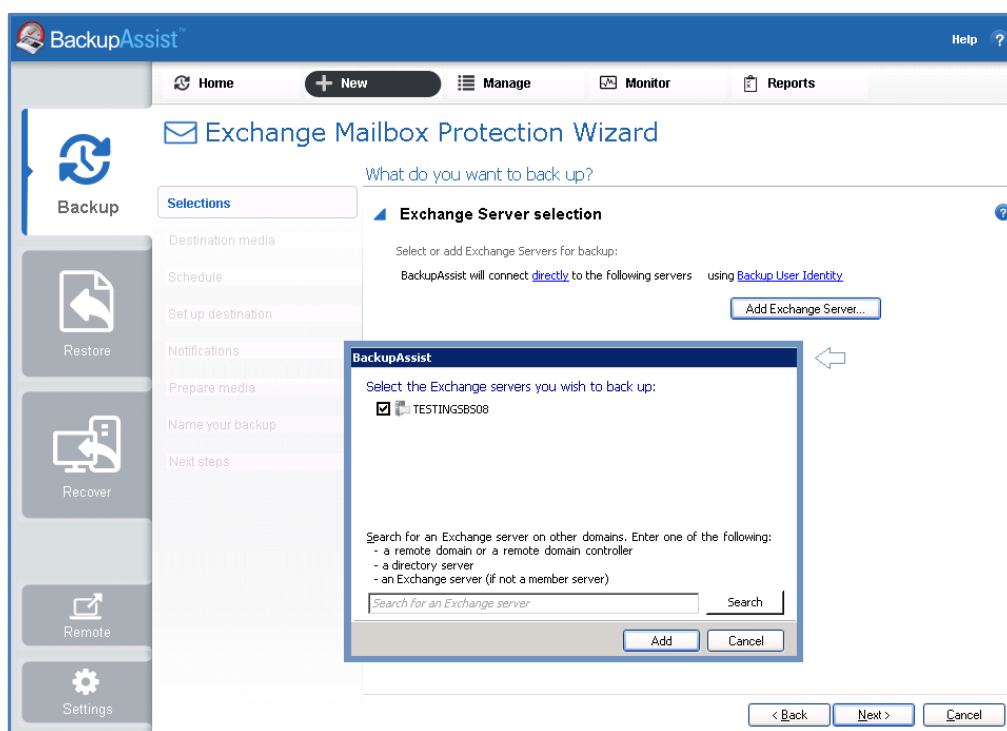 BackupAssist™
Help ?
Home
New
Manage
Monitor
Reports
Exchange Mailbox Protection Wizard
What do you want to back up?
Backup
Restore
Recover
Remote
Settings
Selections
Destination media
Schedule
Set up destination
Notifications
Prepare media
Name your backup
Next steps
Exchange Server selection
?
Select or add Exchange Servers for backup:
BackupAssist will connect directly to the following servers using Backup User Identity
Add Exchange Server...
BackupAssist
Select the Exchange servers you wish to back up:
TESTINGSBS08
Search for an Exchange server on other domains. Enter one of the following:
- a remote domain or a remote domain controller
- a directory server
- an Exchange server (if not a member server)
Search for an Exchange server
Search
Add
Cancel
< Back
Next >
Cancel